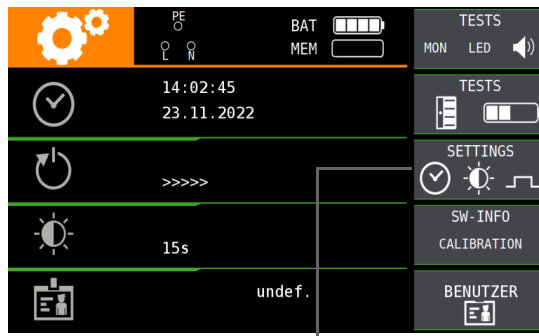 PE
L N
BAT
MEM
14:02:45
23.11.2022
>>>>>
15s
undef.
TESTS
MON LED
TESTS
SETTINGS
SW-INFO
CALIBRATION
BENUTZER